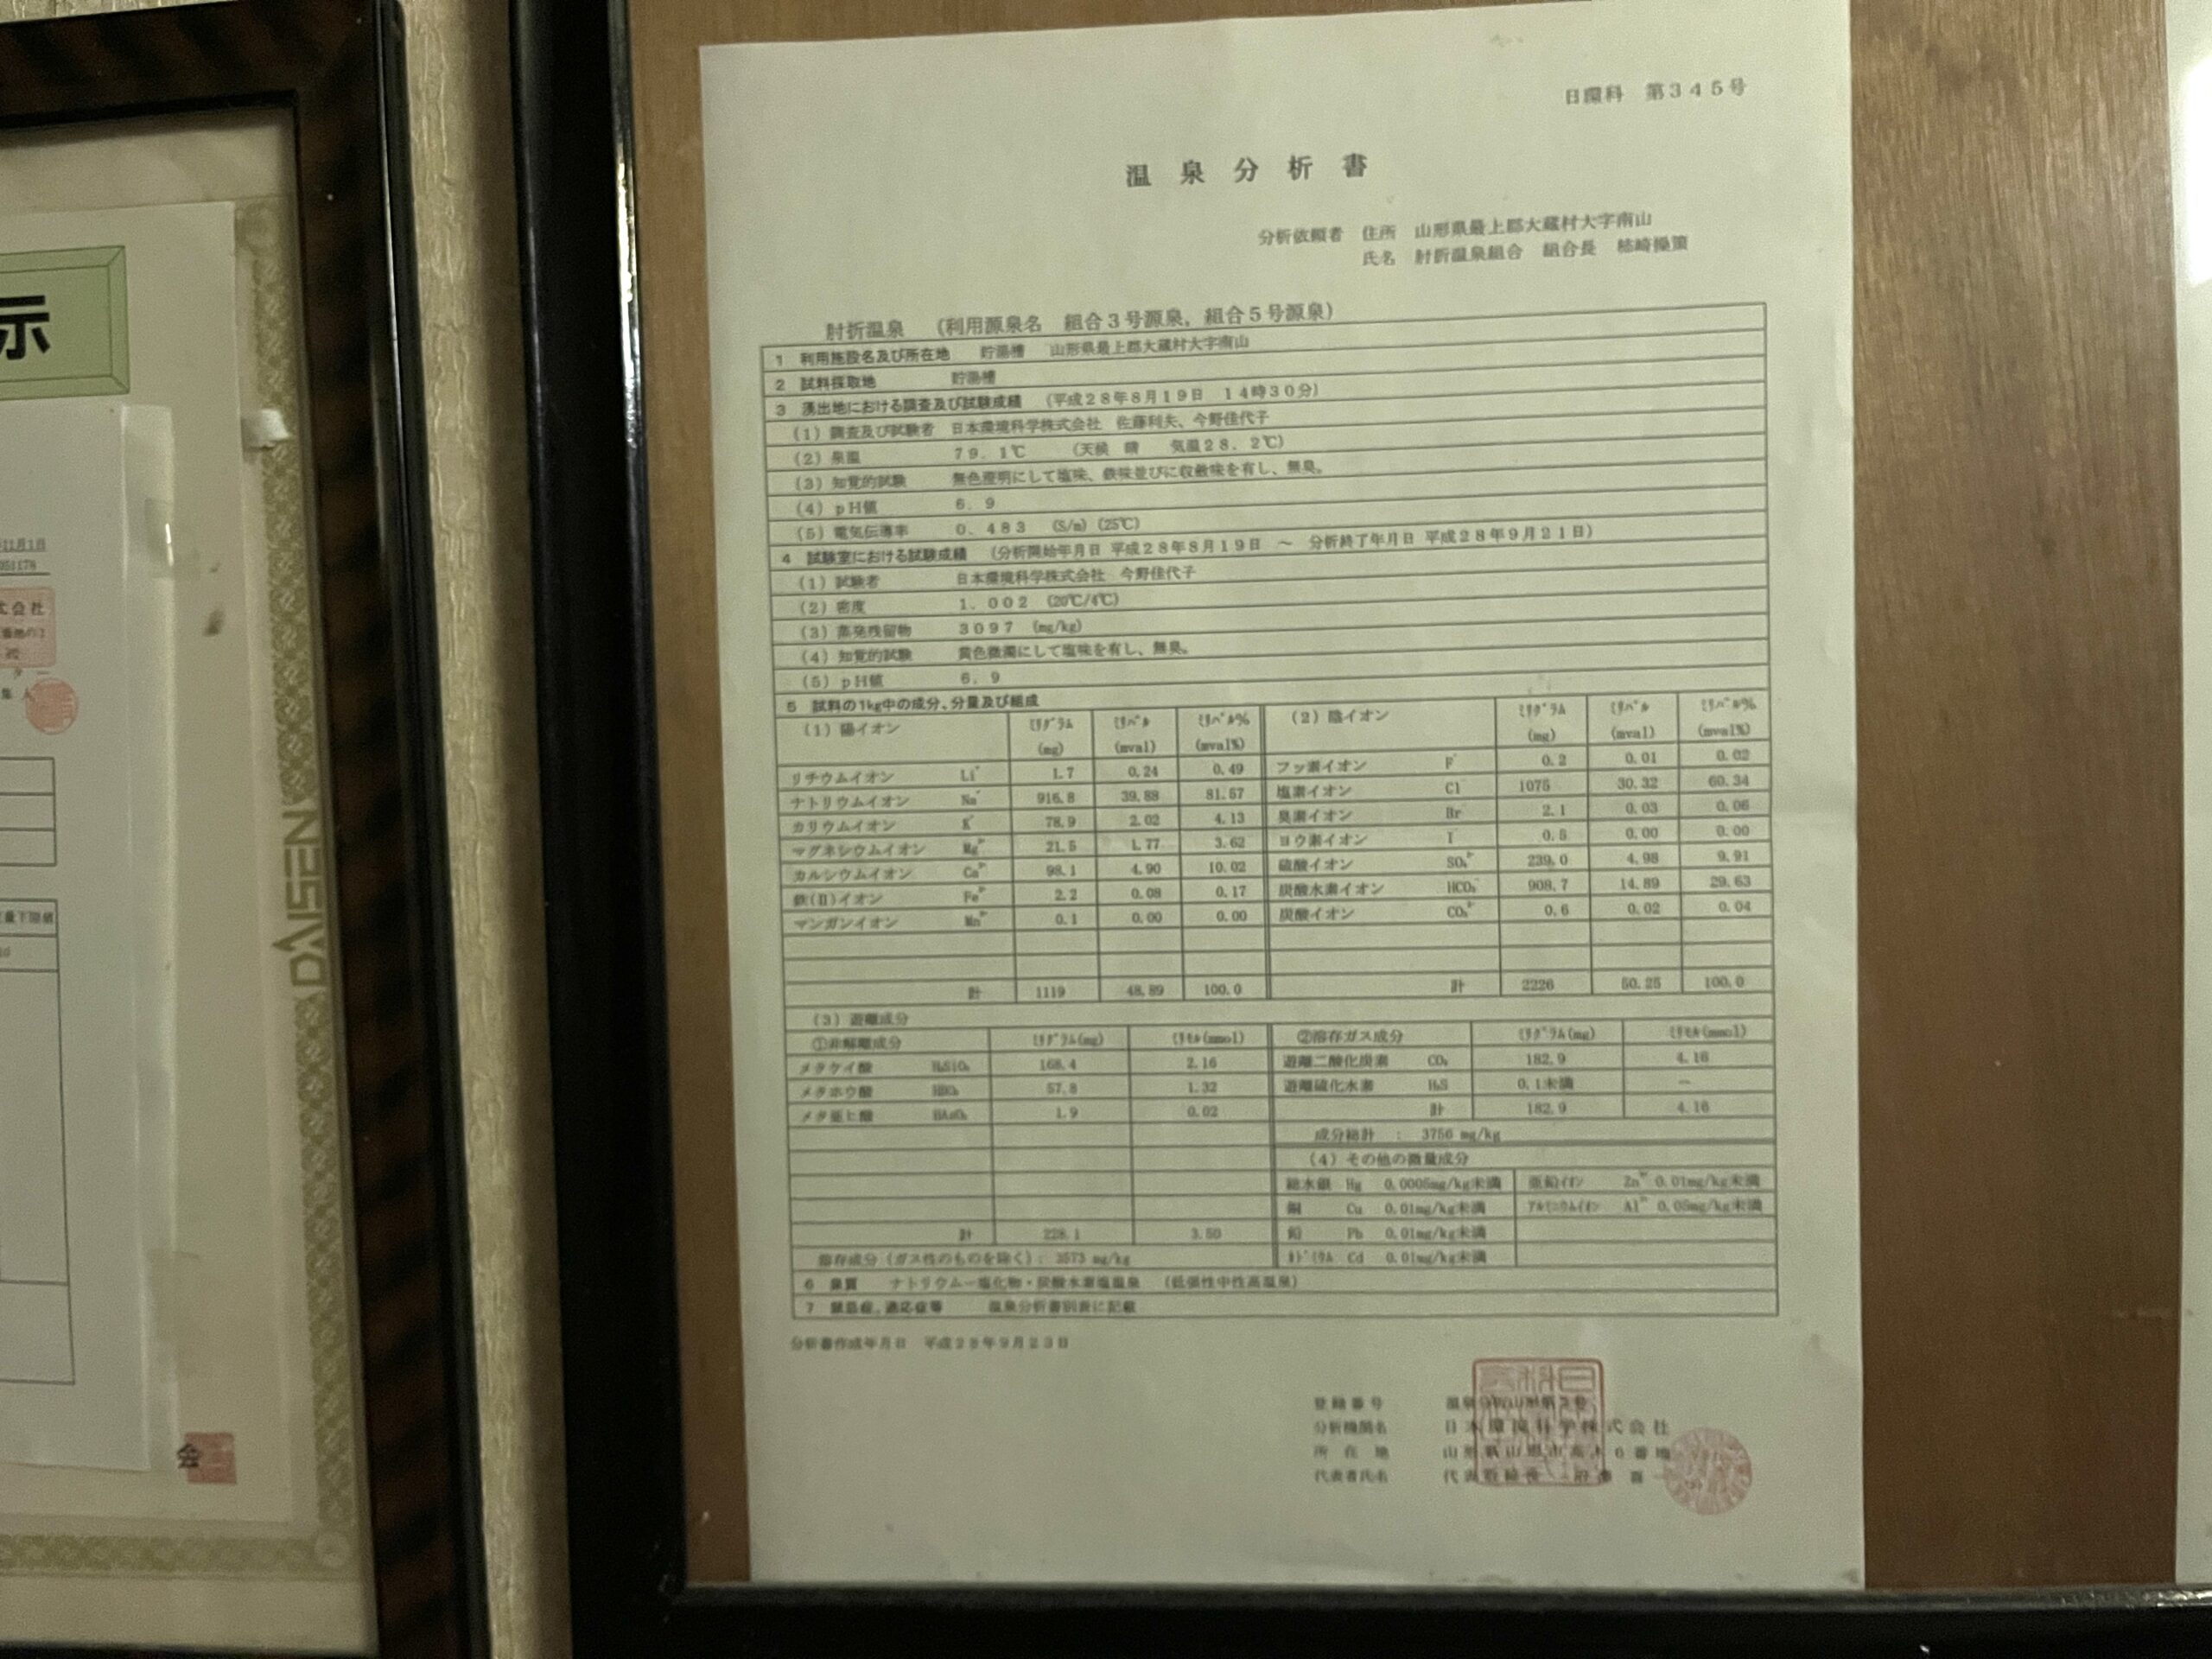 示
11月1日
051178
式会社
量下限値
会
DAISEN
日環科 第345号
温泉分析書
分析依頼者 住所 山形県最上郡大蔵村大字南山
氏名 肘折温泉組合 組合長 柿崎
肘折温泉 (利用源泉名 組合3号源泉, 組合5号源泉)
1 利用施設名及び所在地 貯湯槽 山形県最上郡大蔵村大字南山
2 試料採取地 貯湯槽
3 湧出地における調査及び試験成績 (平成28年8月19日 14時30分)
(1) 調査及び試験者 日本環境科学株式会社 佐藤利夫、今野佳代子
(2) 泉温 79.1℃ (天候 晴 気温28.2℃)
(3) 知覚的試験 無色澄明にして塩味、鉄味並びに収斂味を有し、無臭。
(4) pH値 6.9
(5) 電気伝導率 0.483 (S/m) (25℃)
4 試験室における試験成績 (分析開始年月日 平成28年8月19日 ~ 分析終了年月日 平成28年9月21日)
(1) 試験者 日本環境科学株式会社 今野佳代子
(2) 密度 1.002 (20℃/4℃)
(3) 蒸発残留物 3097 (mg/kg)
(4) 知覚的試験 黄色微濁にして塩味を有し、無臭。
(5) pH値 6.9
5 試料の1kg中の成分、分量及び組成
(1) 陽イオン ミリグラム (mg) ミリバル (mval) ミリバル% (mval%)
リチウムイオン Li⁺ 1.7 0.24 0.49
ナトリウムイオン Na⁺ 916.8 39.88 81.57
カリウムイオン K⁺ 78.9 2.02 4.13
マグネシウムイオン Mg²⁺ 21.5 1.77 3.62
カルシウムイオン Ca²⁺ 98.1 4.90 10.02
鉄(II)イオン Fe²⁺ 2.2 0.08 0.17
マンガンイオン Mn²⁺ 0.1 0.00 0.00
計 1119 48.89 100.0
(2) 陰イオン ミリグラム (mg) ミリバル (mval) ミリバル% (mval%)
フッ素イオン F⁻ 0.2 0.01 0.02
塩素イオン Cl⁻ 1075 30.32 60.34
臭素イオン Br⁻ 2.1 0.03 0.06
ヨウ素イオン I⁻ 0.5 0.00 0.00
硫酸イオン SO₄²⁻ 239.0 4.98 9.91
炭酸水素イオン HCO₃⁻ 908.7 14.89 29.63
炭酸イオン CO₃²⁻ 0.6 0.02 0.04
計 2226 50.25 100.0
(3) 遊離成分
①非解離成分 ミリグラム(mg) ミリモル(mmol)
メタケイ酸 H₂SiO₃ 168.4 2.16
メタホウ酸 HBO₂ 57.8 1.32
メタ亜ヒ酸 HAsO₂ 1.9 0.02
計 228.1 3.50
溶存成分 (ガス性のものを除く) : 3573 mg/kg
②溶存ガス成分 ミリグラム(mg) ミリモル(mmol)
遊離二酸化炭素 CO₂ 182.9 4.16
遊離硫化水素 H₂S 0.1未満 −
計 182.9 4.16
成分総計 : 3756 mg/kg
(4) その他の微量成分
総水銀 Hg 0.0005mg/kg未満 亜鉛イオン Zn²⁺ 0.01mg/kg未満
銅 Cu 0.01mg/kg未満 アルミニウムイオン Al³⁺ 0.05mg/kg未満
鉛 Pb 0.01mg/kg未満
カドミウム Cd 0.01mg/kg未満
6 泉質 ナトリウム−塩化物・炭酸水素塩温泉 (低張性中性高温泉)
7 禁忌症、適応症等 温泉分析書別表に記載
分析書作成年月日 平成28年9月23日
登録番号
分析機関名 日本環境科学株式会社
所在地 山形県山形市高木6番地
代表者氏名